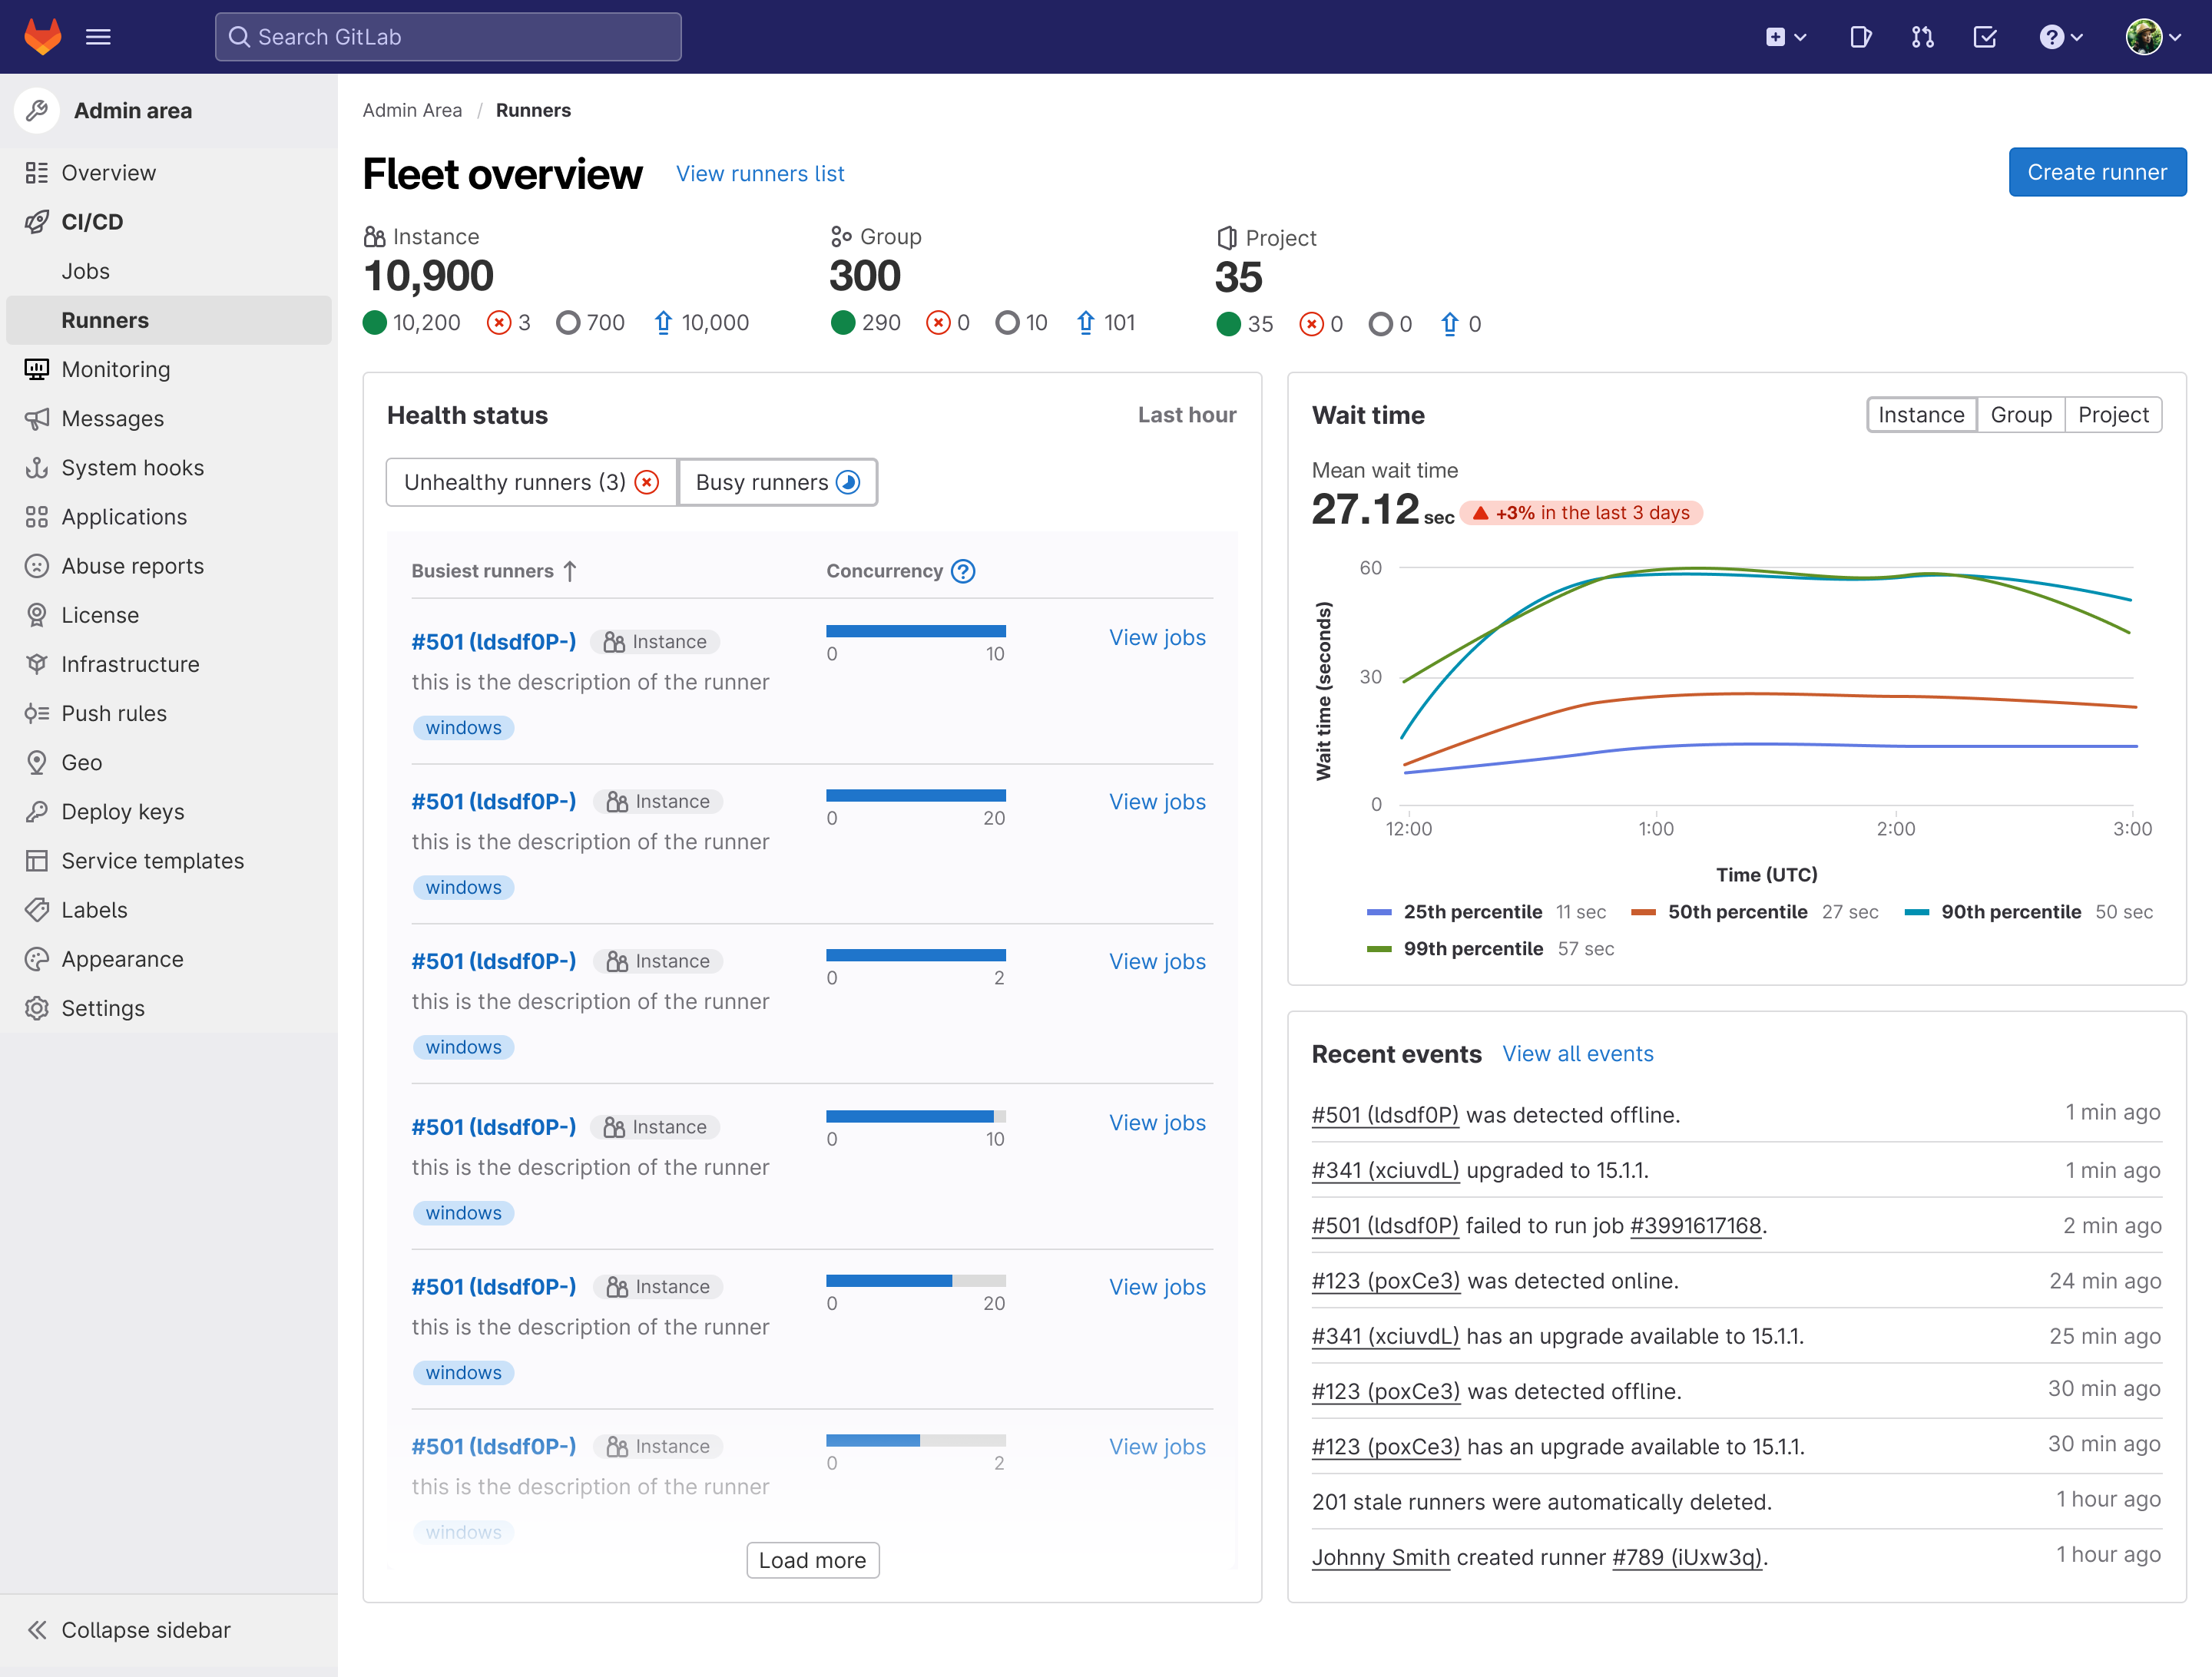 Search GitLab
Admin area
Overview
CI/CD
Jobs
Runners
Monitoring
Messages
System hooks
Applications
Abuse reports
License
Infrastructure
Push rules
Geo
Deploy keys
Service templates
Labels
Appearance
Settings
Collapse sidebar
Admin Area / Runners
Fleet overview View runners list Create runner
Instance
10,900
10,200 3 700 10,000
Group
300
290 0 10 101
Project
35
35 0 0 0
Health status Last hour
Unhealthy runners (3) Busy runners
Busiest runners ↑ Concurrency ?
#501 (ldsdf0P-) Instance View jobs
0 10
this is the description of the runner
windows
#501 (ldsdf0P-) Instance View jobs
0 20
this is the description of the runner
windows
#501 (ldsdf0P-) Instance View jobs
0 2
this is the description of the runner
windows
#501 (ldsdf0P-) Instance View jobs
0 10
this is the description of the runner
windows
#501 (ldsdf0P-) Instance View jobs
0 20
this is the description of the runner
windows
#501 (ldsdf0P-) Instance View jobs
0 2
this is the description of the runner
windows
Load more
Wait time Instance Group Project
Mean wait time
27.12 sec +3% in the last 3 days
Wait time (seconds)
60
30
0
12:00 1:00 2:00 3:00
Time (UTC)
25th percentile 11 sec 50th percentile 27 sec 90th percentile 50 sec
99th percentile 57 sec
Recent events View all events
#501 (ldsdf0P) was detected offline. 1 min ago
#341 (xciuvdL) upgraded to 15.1.1. 1 min ago
#501 (ldsdf0P) failed to run job #3991617168. 2 min ago
#123 (poxCe3) was detected online. 24 min ago
#341 (xciuvdL) has an upgrade available to 15.1.1. 25 min ago
#123 (poxCe3) was detected offline. 30 min ago
#123 (poxCe3) has an upgrade available to 15.1.1. 30 min ago
201 stale runners were automatically deleted. 1 hour ago
Johnny Smith created runner #789 (iUxw3q). 1 hour ago